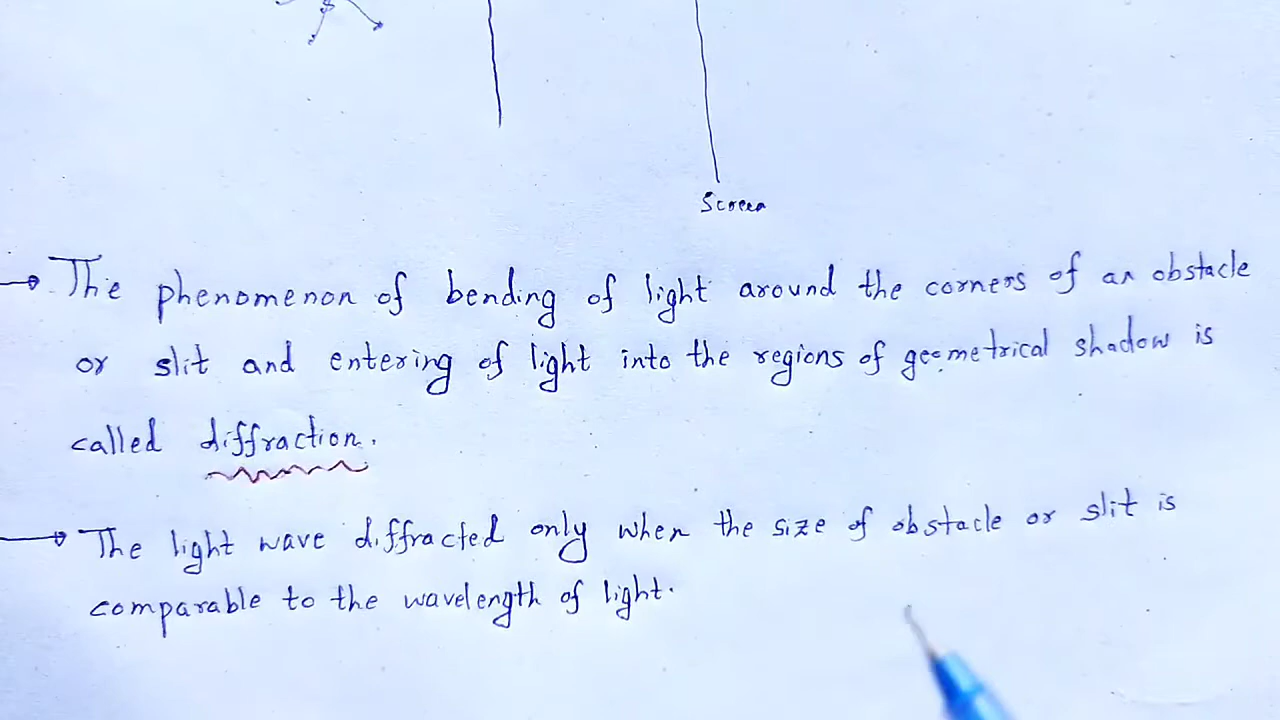 Screen
The phenomenon of bending of light around the corners of an obstacle
or slit and entering of light into the regions of geometrical shadow is
called diffraction.
The light wave diffracted only when the size of obstacle or slit is
comparable to the wavelength of light.